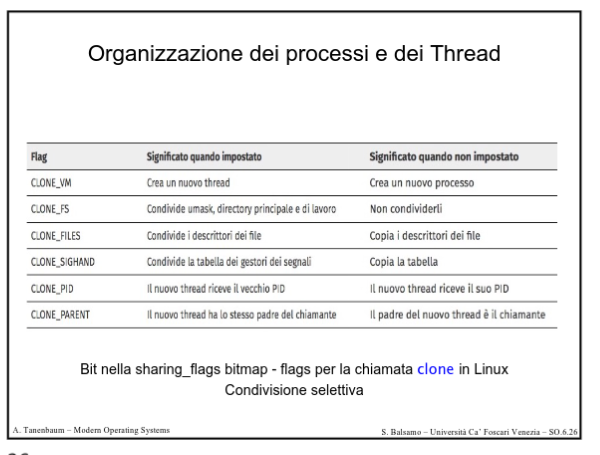 Organizzazione dei processi e dei Thread
Flag Significato quando impostato Significato quando non impostato
CLONE_VM Crea un nuovo thread Crea un nuovo processo
CLONE_FS Condivide umask, directory principale e di lavoro Non condividerli
CLONE_FILES Condivide i descrittori dei file Copia i descrittori dei file
CLONE_SIGHAND Condivide la tabella dei gestori dei segnali Copia la tabella
CLONE_PID Il nuovo thread riceve il vecchio PID Il nuovo thread riceve il suo PID
CLONE_PARENT Il nuovo thread ha lo stesso padre del chiamante Il padre del nuovo thread è il chiamante
Bit nella sharing_flags bitmap - flags per la chiamata clone in Linux
Condivisione selettiva
A. Tanenbaum – Modern Operating Systems S. Balsamo – Università Ca’ Foscari Venezia – SO.6.26